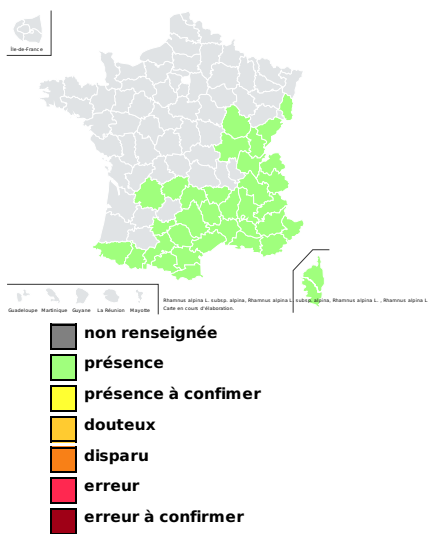 Île-de-France
Guadeloupe Martinique Guyane La Réunion Mayotte
Rhamnus alpina L. subsp. alpina, Rhamnus alpina L. subsp. alpina, Rhamnus alpina L. , Rhamnus alpina L
Carte en cours d'élaboration.
non renseignée
présence
présence à confimer
douteux
disparu
erreur
erreur à confirmer